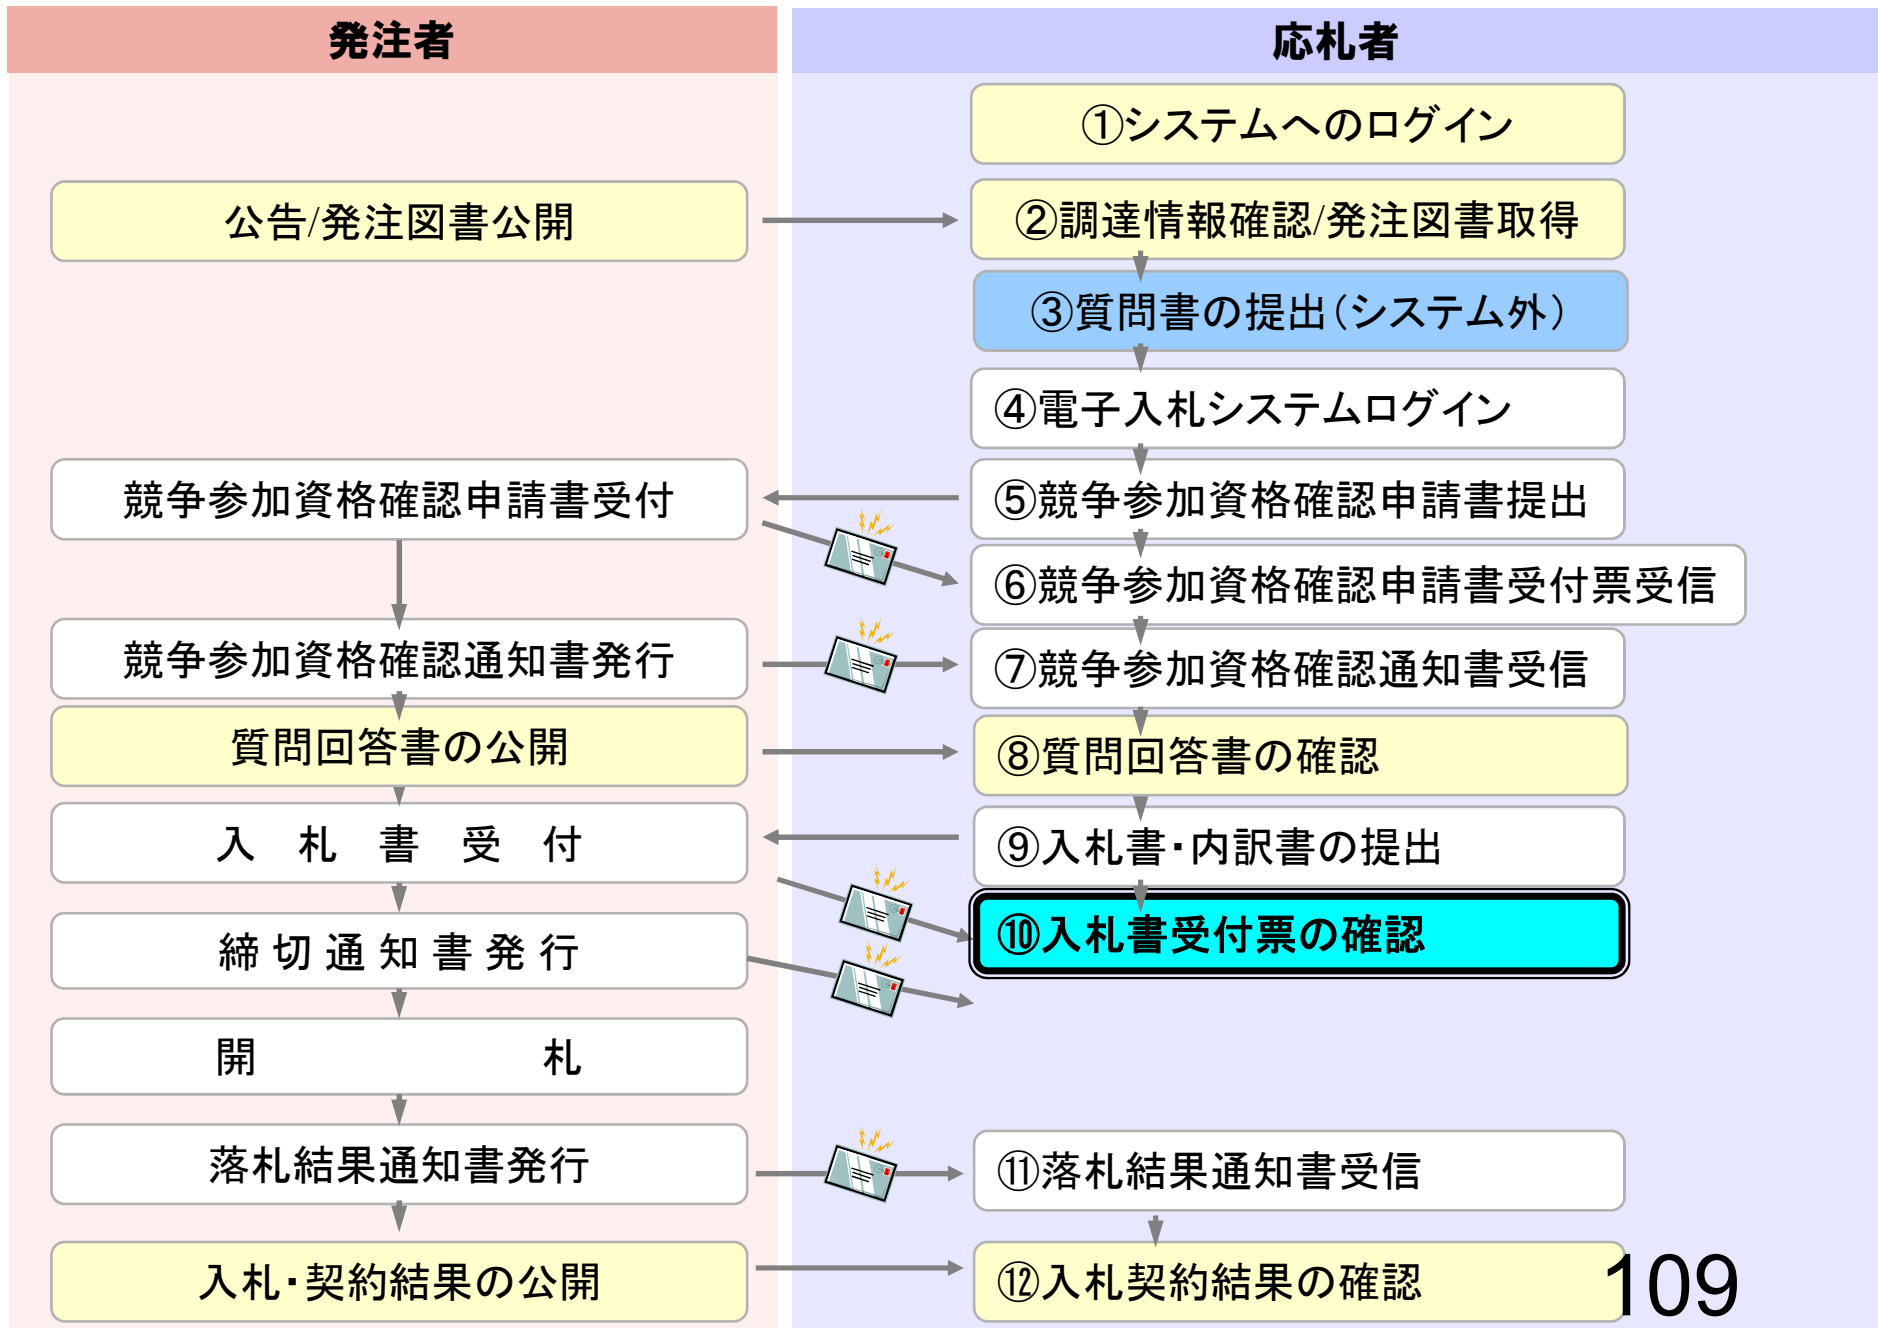 発注者
応札者
①システムへのログイン
公告/発注図書公開
②調達情報確認/発注図書取得
③質問書の提出（システム外）
④電子入札システムログイン
競争参加資格確認申請書受付
⑤競争参加資格確認申請書提出
⑥競争参加資格確認申請書受付票受信
競争参加資格確認通知書発行
⑦競争参加資格確認通知書受信
質問回答書の公開
⑧質問回答書の確認
入　札　書　受　付
⑨入札書・内訳書の提出
⑩入札書受付票の確認
締 切 通 知 書 発 行
開　　　　　　　札
落札結果通知書発行
⑪落札結果通知書受信
入札・契約結果の公開
⑫入札契約結果の確認
109